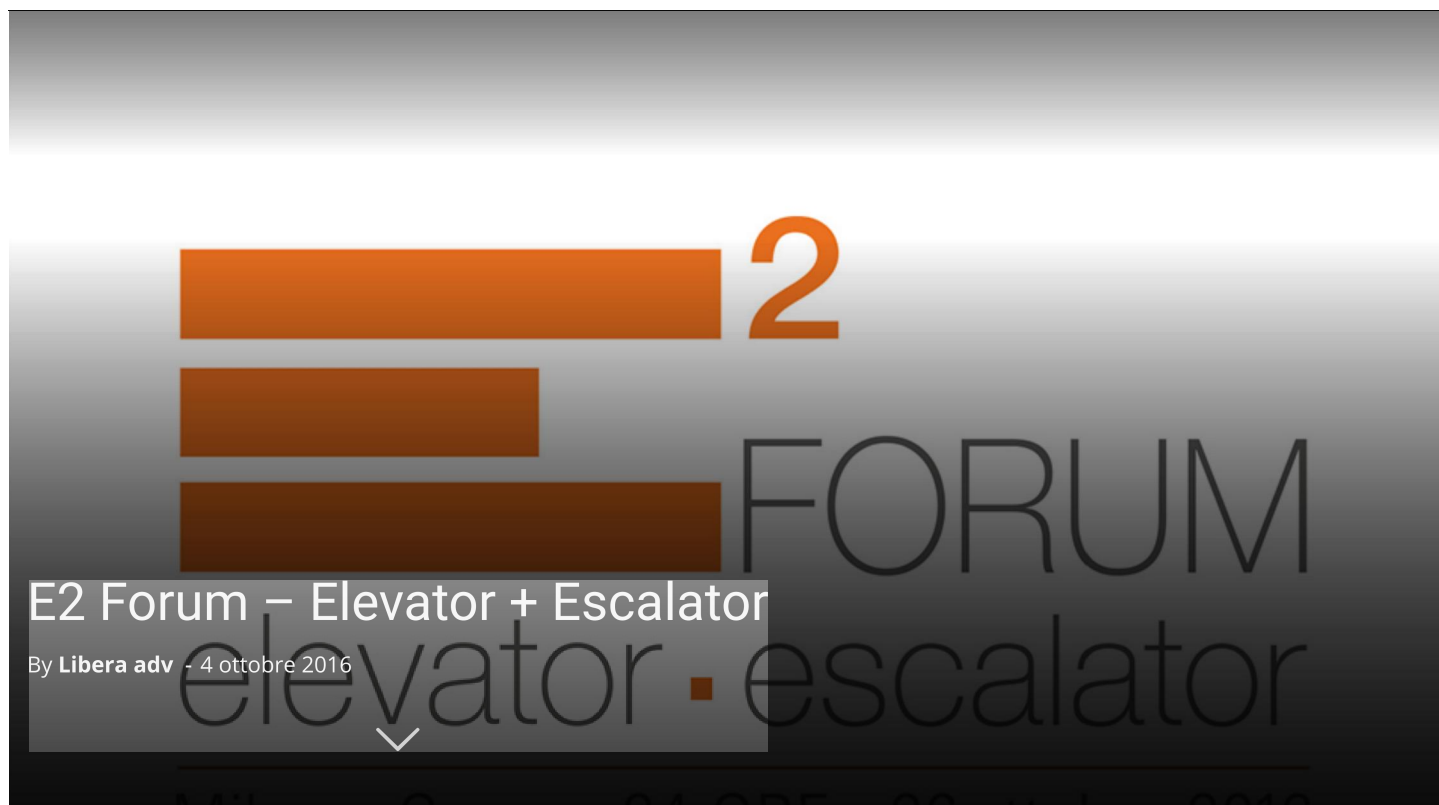 2
FORUM
E2 Forum – Elevator + Escalator
elevator ▪ escalator
By Libera adv - 4 ottobre 2016